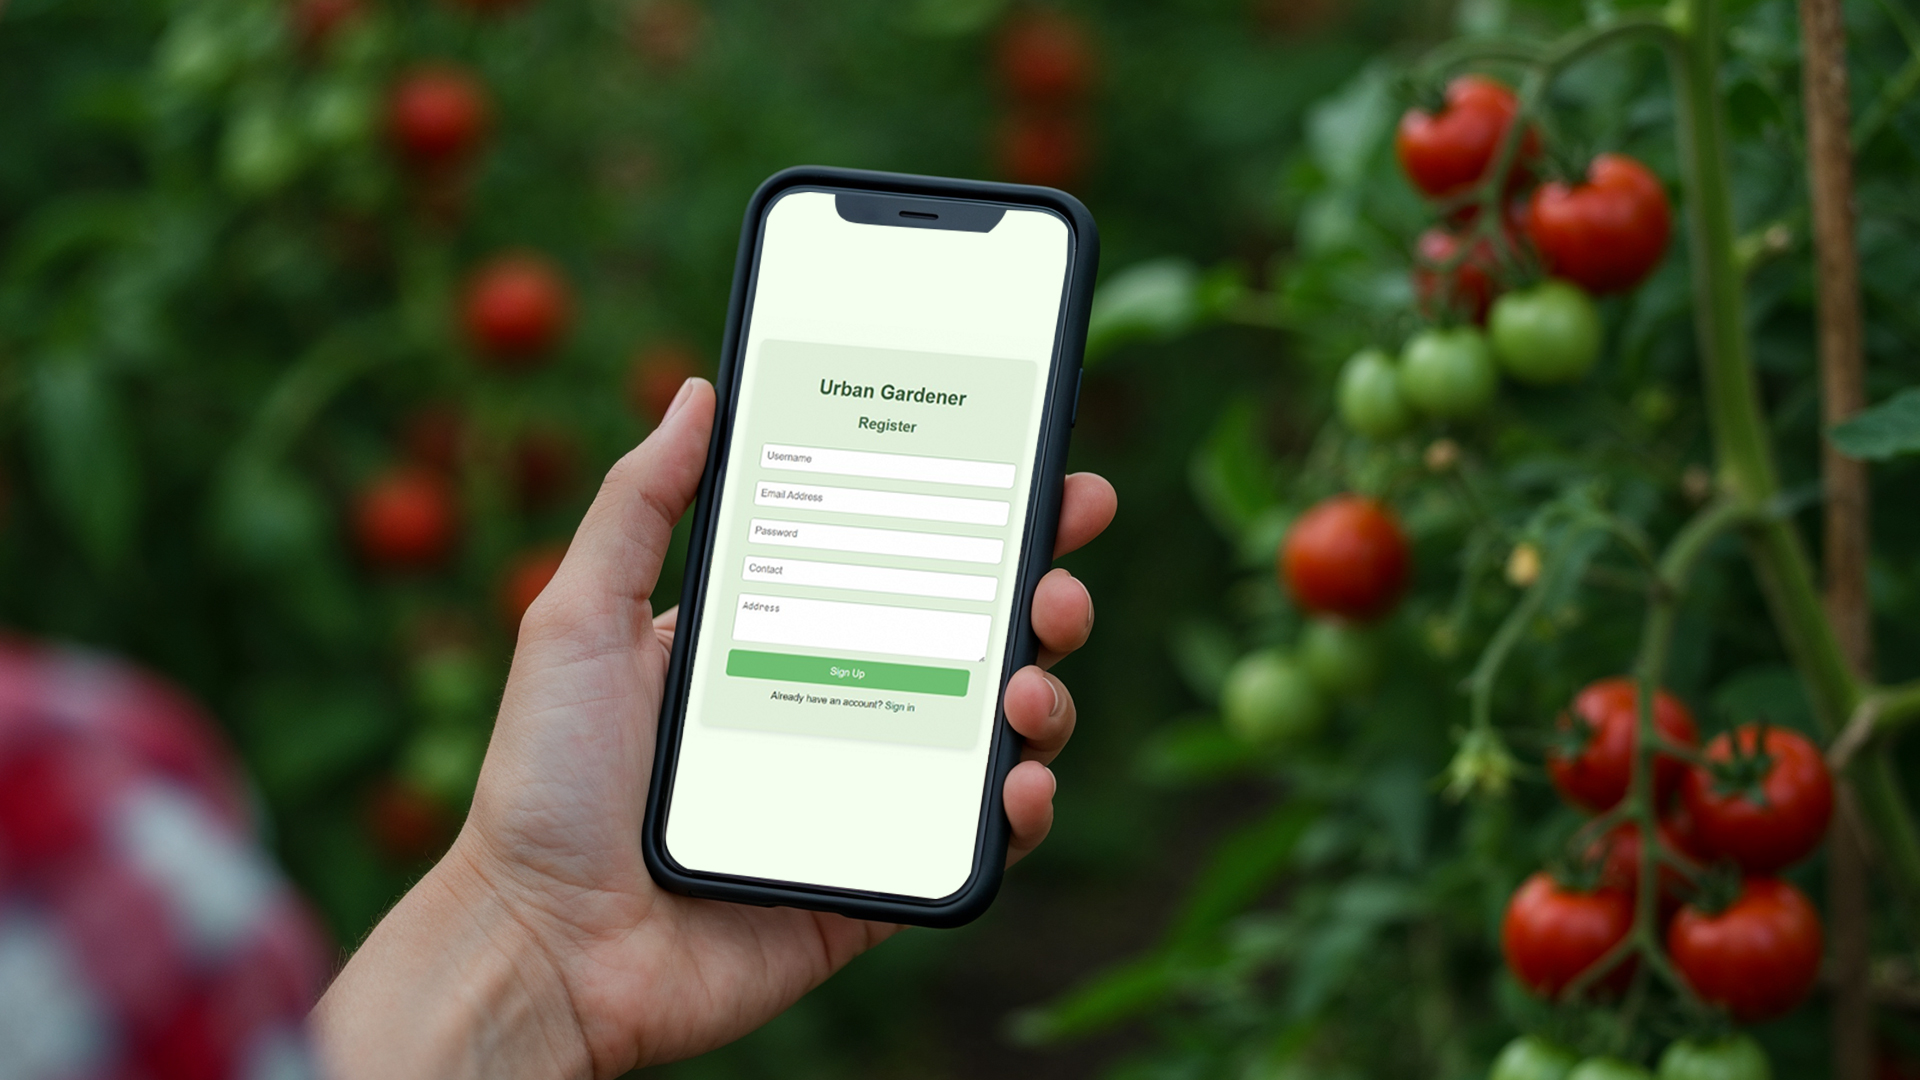 Urban Gardener
Register
Username
Email Address
Password
Contact
Address
Sign Up
Already have an account? Sign in